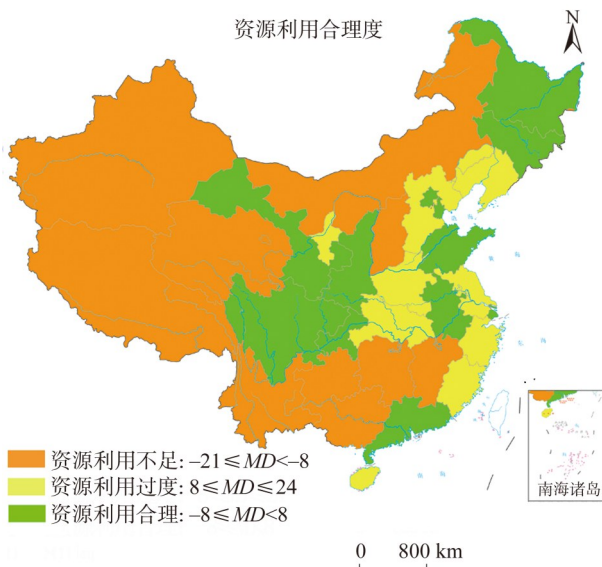 资源利用合理度
N
资源利用不足: –21≤MD<–8
资源利用过度: 8≤MD≤24
资源利用合理: –8≤MD<8
南海诸岛
0 800 km